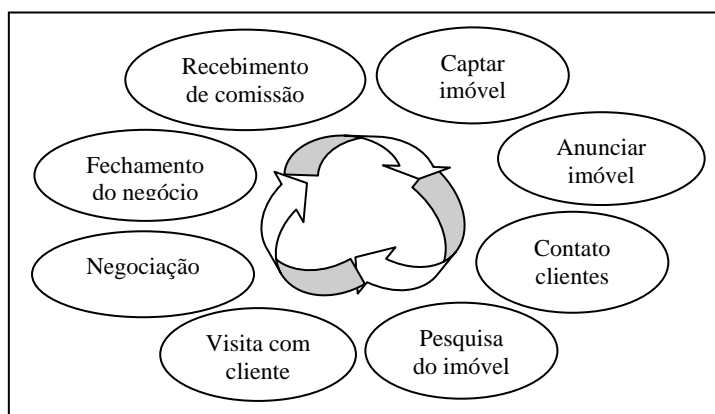 Recebimento
de comissão
Captar
imóvel
Anunciar
imóvel
Contato
clientes
Pesquisa
do imóvel
Visita com
cliente
Negociação
Fechamento
do negócio